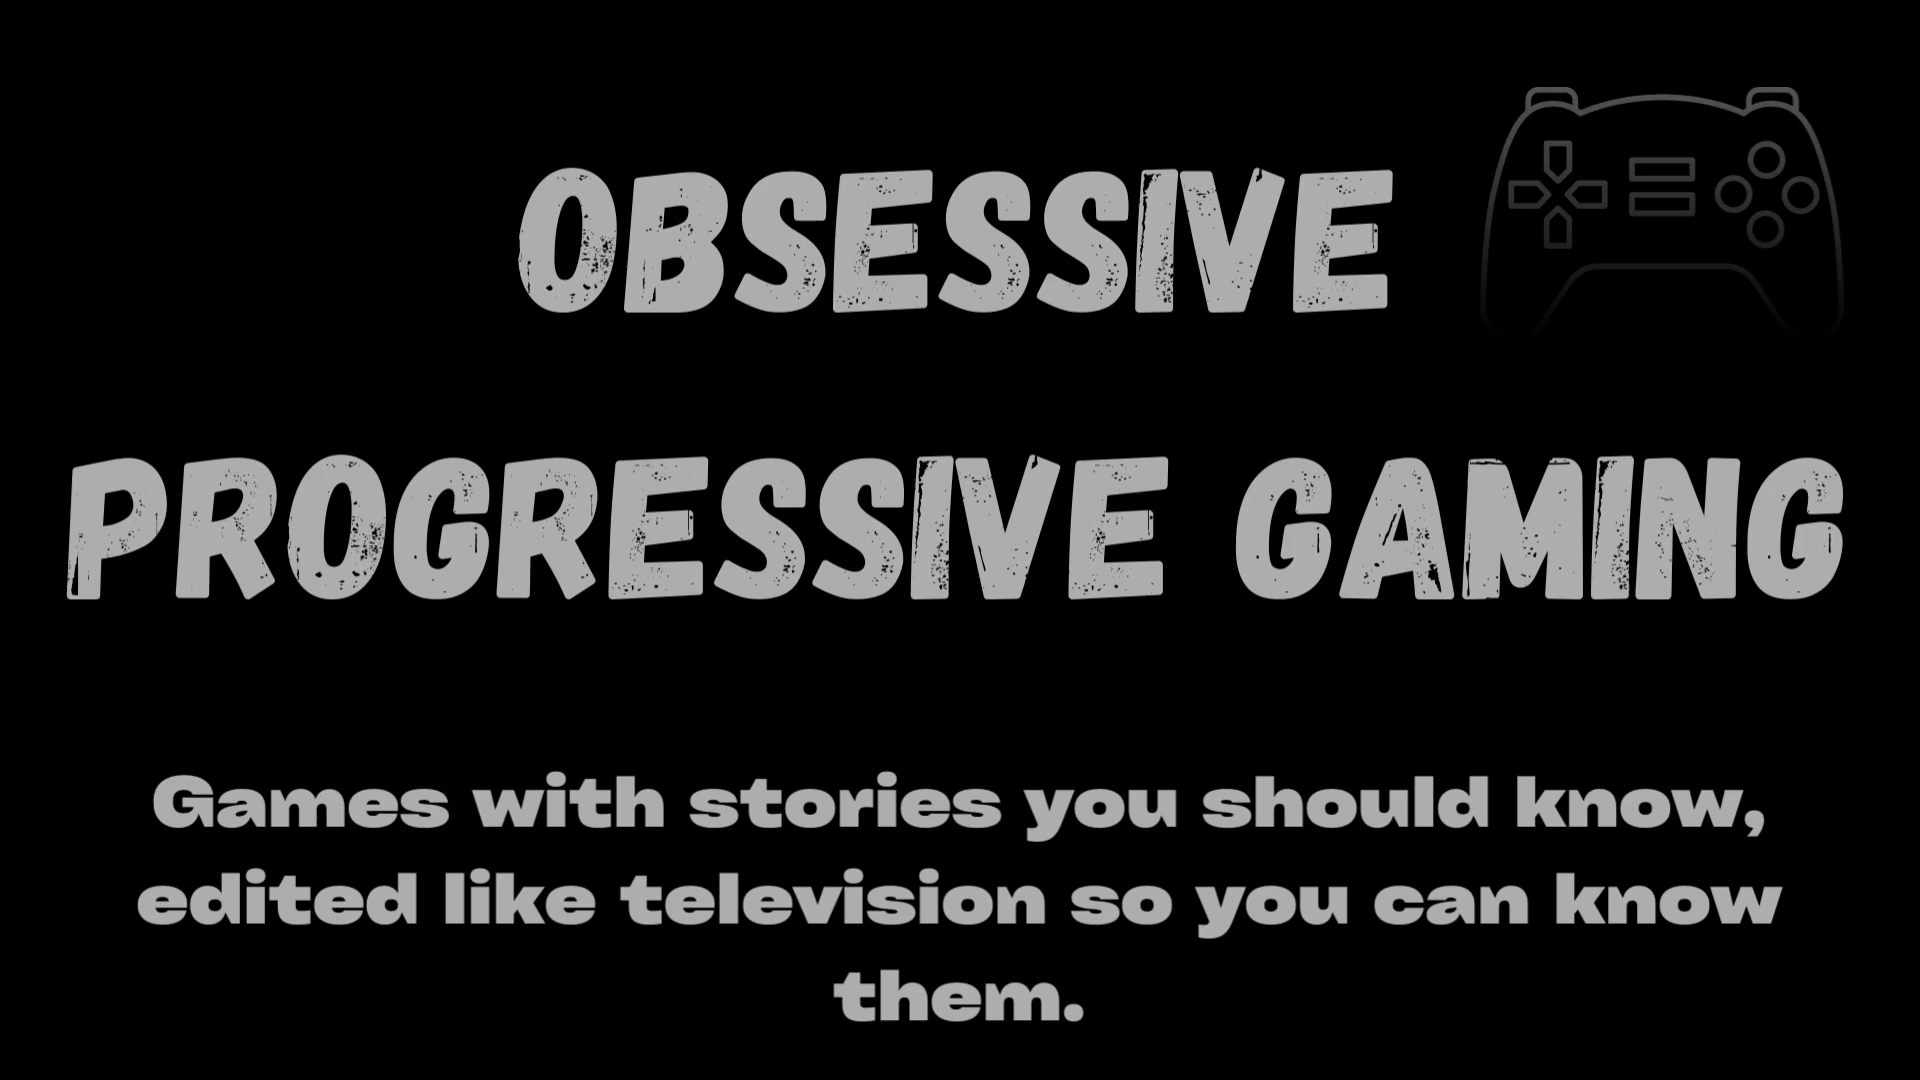 OBSESSIVE
PROGRESSIVE GAMING
Games with stories you should know,
edited like television so you can know
them.